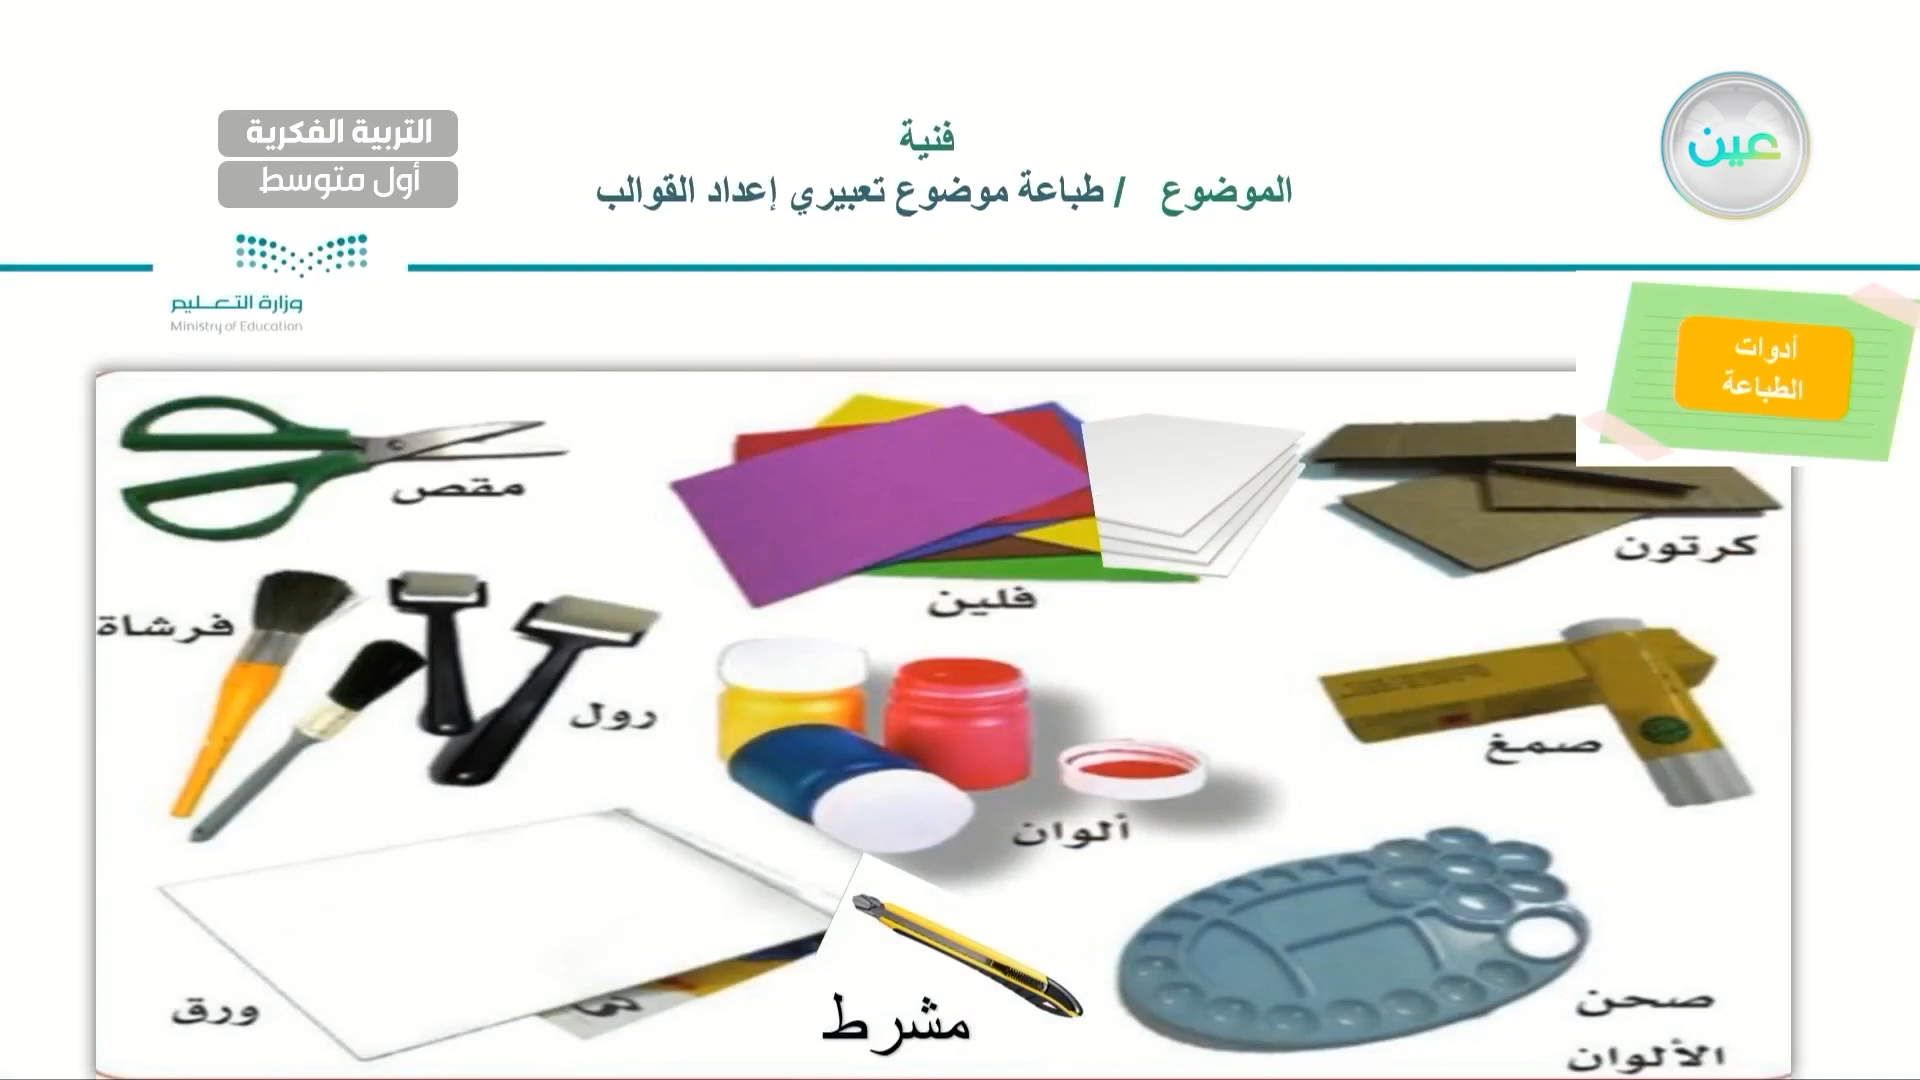 عين
فنية
الموضوع / طباعة موضوع تعبيري إعداد القوالب
التربية الفكرية
أول متوسط
وزارة التعليم
Ministry of Education
أدوات
الطباعة
مقص
فلين
كرتون
فرشاة
رول
ألوان
صمغ
ورق
مشرط
صحن
الألوان